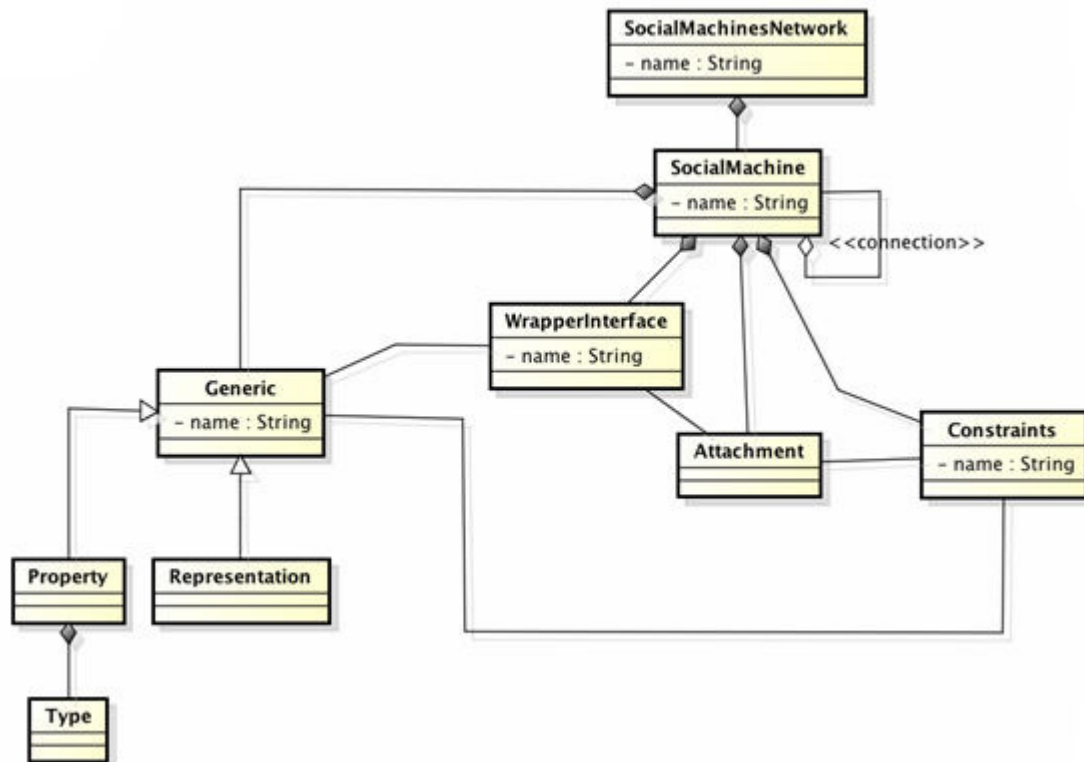 SocialMachinesNetwork
- name : String
SocialMachine
- name : String
<<connection>>
WrapperInterface
- name : String
Generic
- name : String
Attachment
Constraints
- name : String
Property
Representation
Type